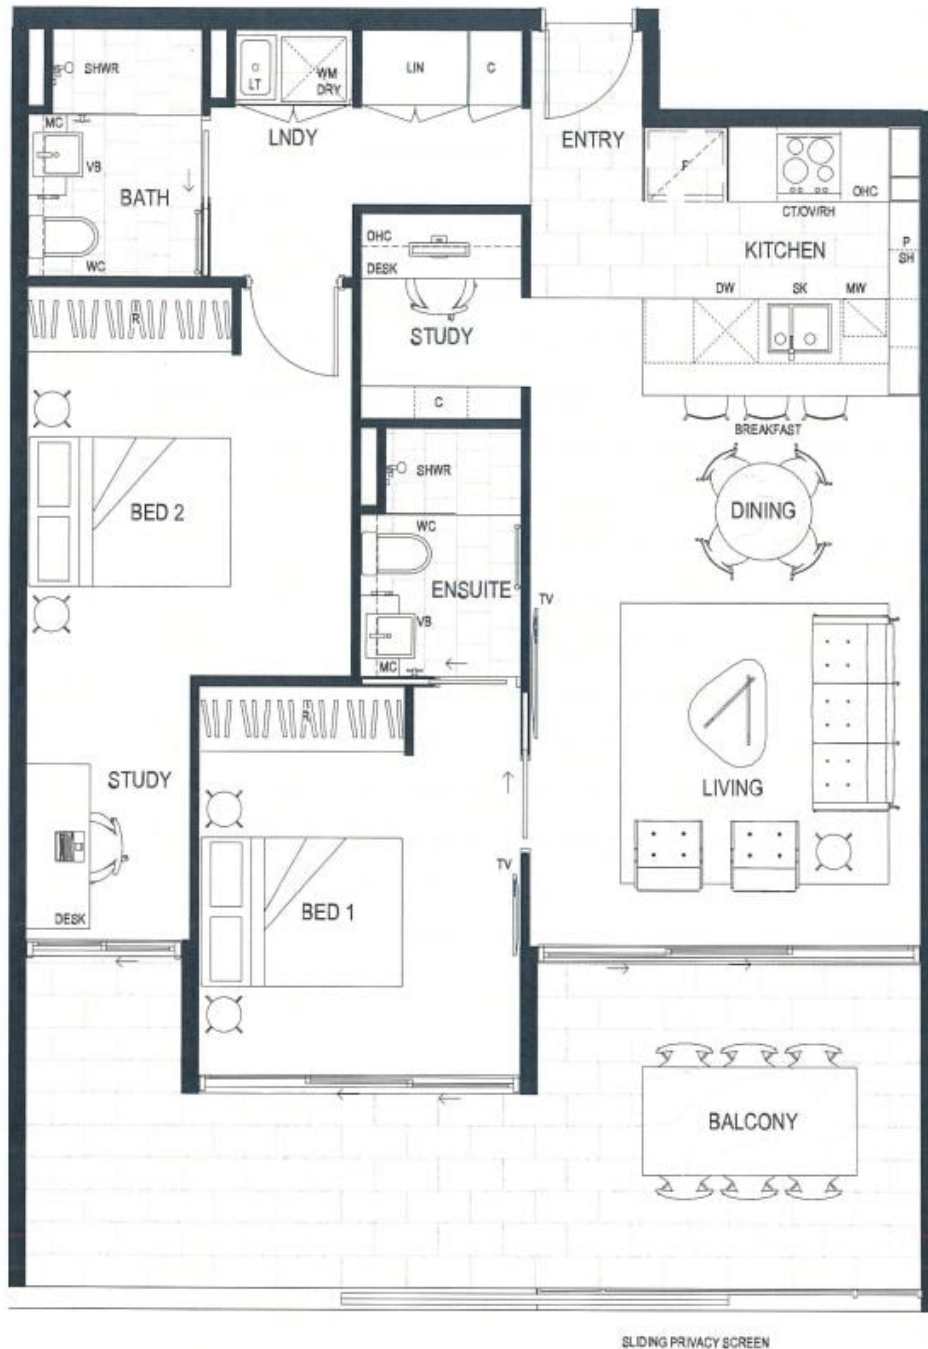 SHWR
LT
WM
DRY
LIN
C
MC
LNDY
ENTRY
VB
BATH
OHC
CT/OV/RH
WC
OHC
DESK
KITCHEN
P
SH
R
STUDY
DW
SK
MW
C
BREAKFAST
SHWR
BED 2
DINING
WC
ENSUITE
VB
TV
MC
R
STUDY
LIVING
TV
BED 1
DESK
BALCONY
SLIDING PRIVACY SCREEN